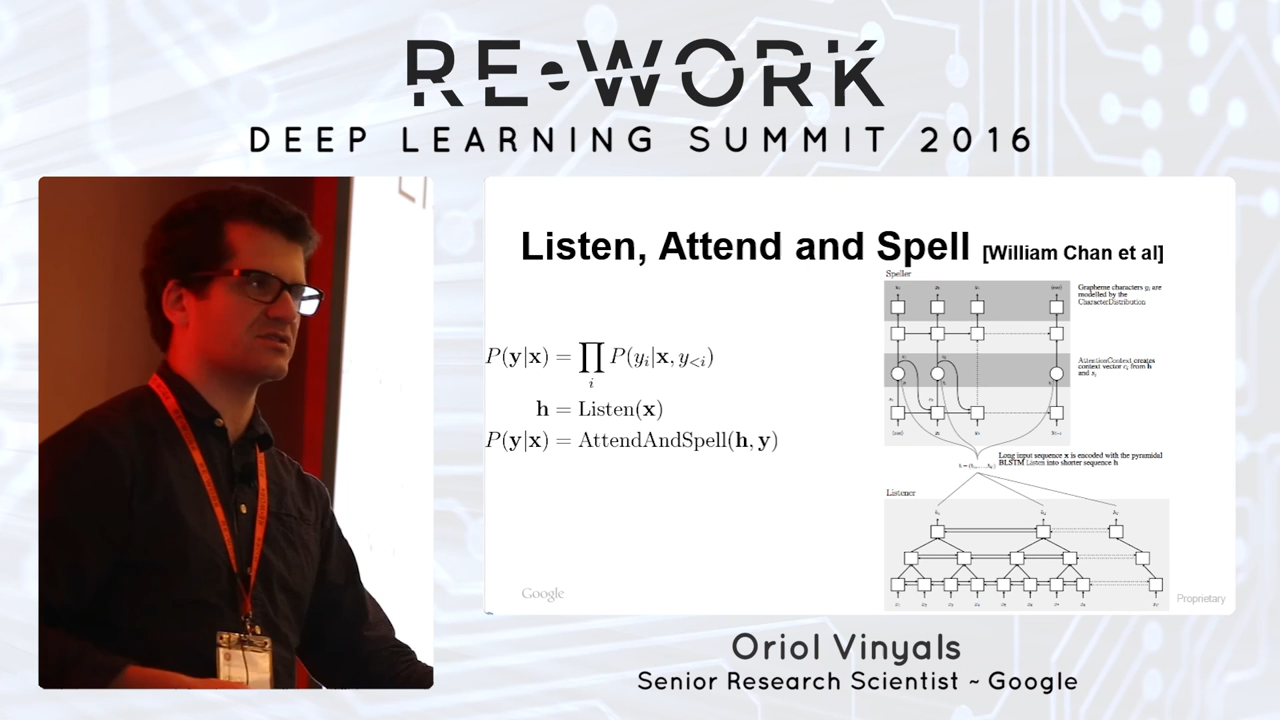 RE•WORK
DEEP LEARNING SUMMIT 2016
Listen, Attend and Spell [William Chan et al]
Speller
Grapheme characters yᵢ are
modelled by the
CharacterDistribution
P(y|x) = ∏ᵢ P(yᵢ|x, y<ᵢ)
AttentionContext creates
context vector cᵢ from h
and sᵢ
h = Listen(x)
P(y|x) = AttendAndSpell(h, y)
Long input sequence x is encoded with the pyramidal
BLSTM Listen into shorter sequence h
Listener
Google
Proprietary
Oriol Vinyals
Senior Research Scientist ~ Google